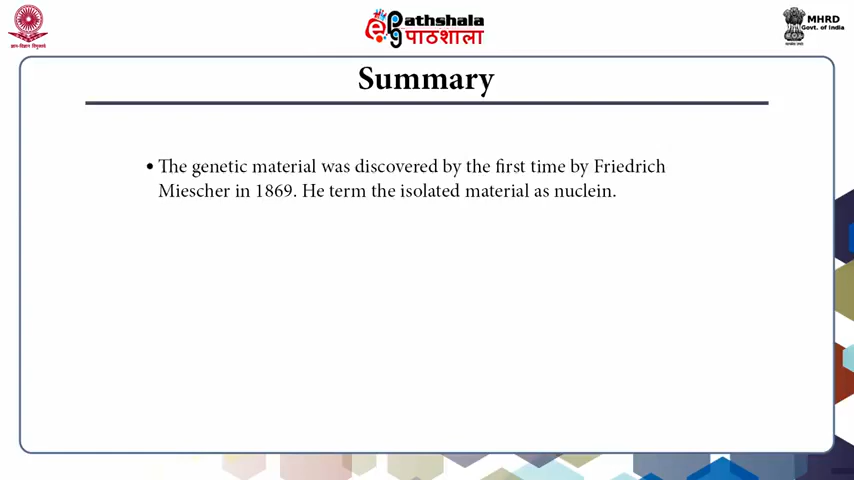 ज्ञान-विज्ञान विमुक्तये
ePathshala
पाठशाला
MHRD
Govt. of India
Summary
• The genetic material was discovered by the first time by Friedrich
Miescher in 1869. He term the isolated material as nuclein.